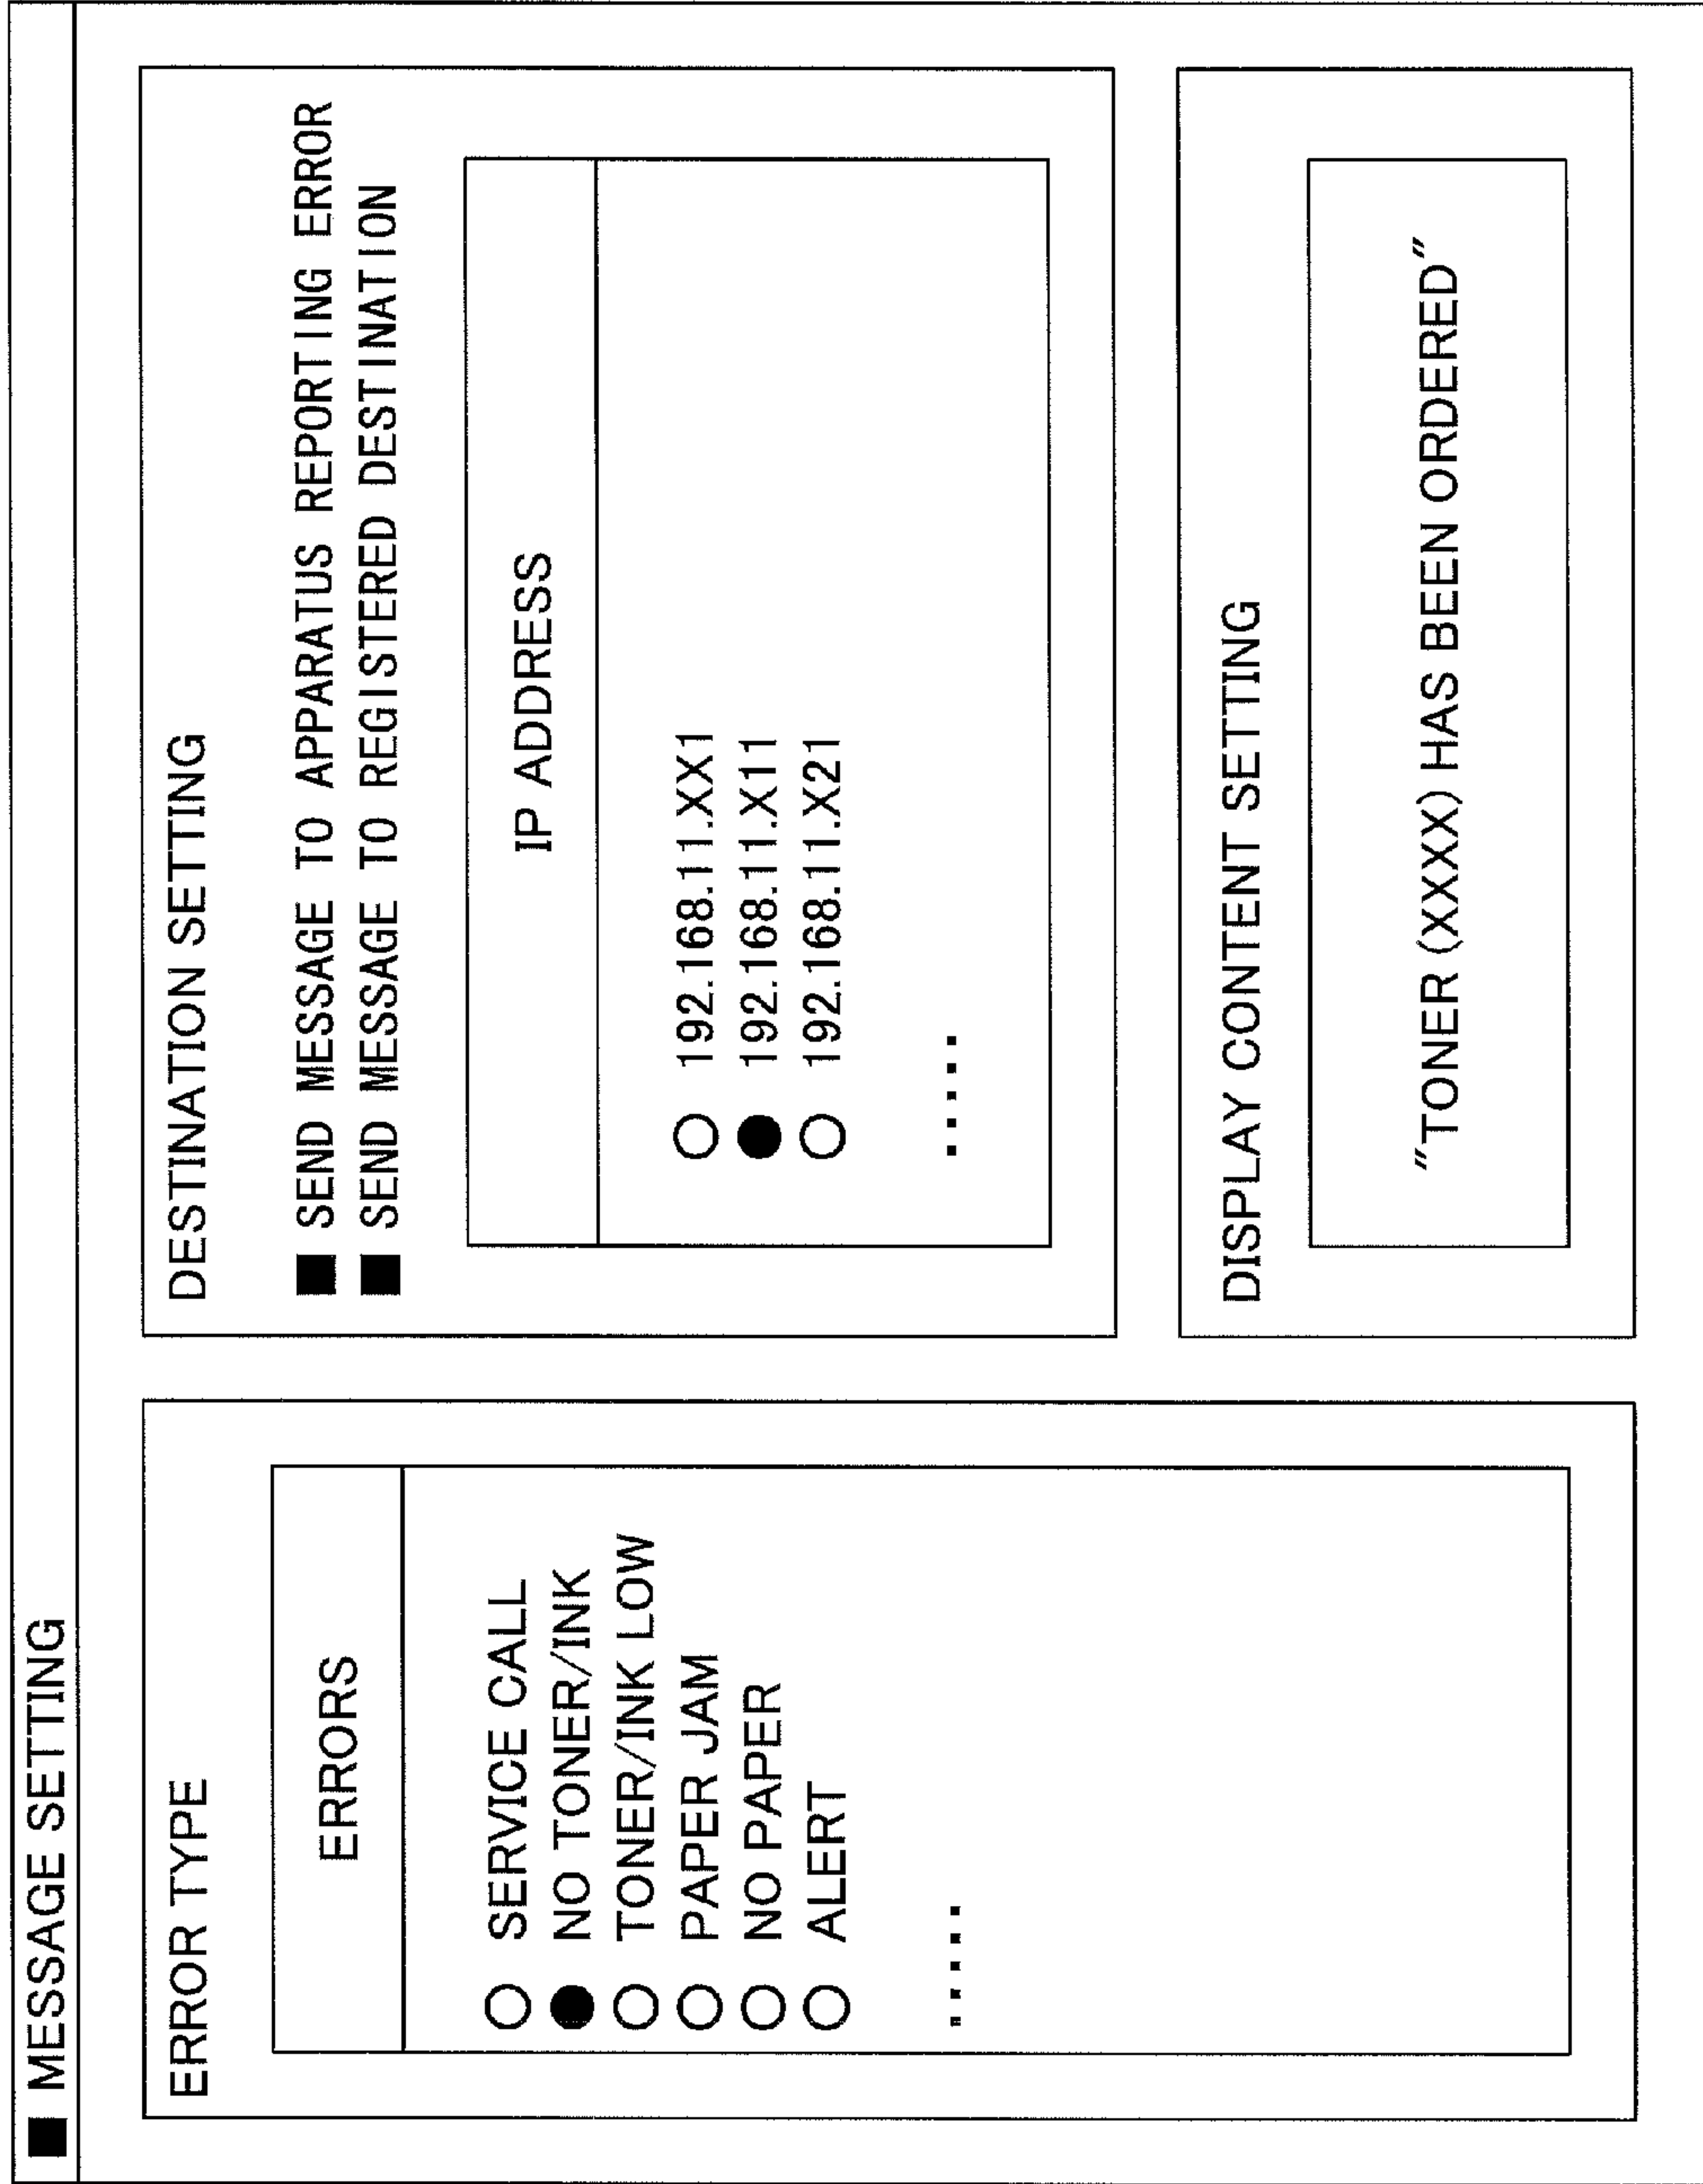 ■ MESSAGE SETTING
ERROR TYPE
ERRORS
○ SERVICE CALL
● NO TONER/INK
○ TONER/INK LOW
○ PAPER JAM
○ NO PAPER
○ ALERT
.....
DESTINATION SETTING
■ SEND MESSAGE TO APPARATUS REPORTING ERROR
■ SEND MESSAGE TO REGISTERED DESTINATION
IP ADDRESS
○ 192.168.11.XX1
● 192.168.11.X11
○ 192.168.11.X21
.....
DISPLAY CONTENT SETTING
"TONER (XXXX) HAS BEEN ORDERED"